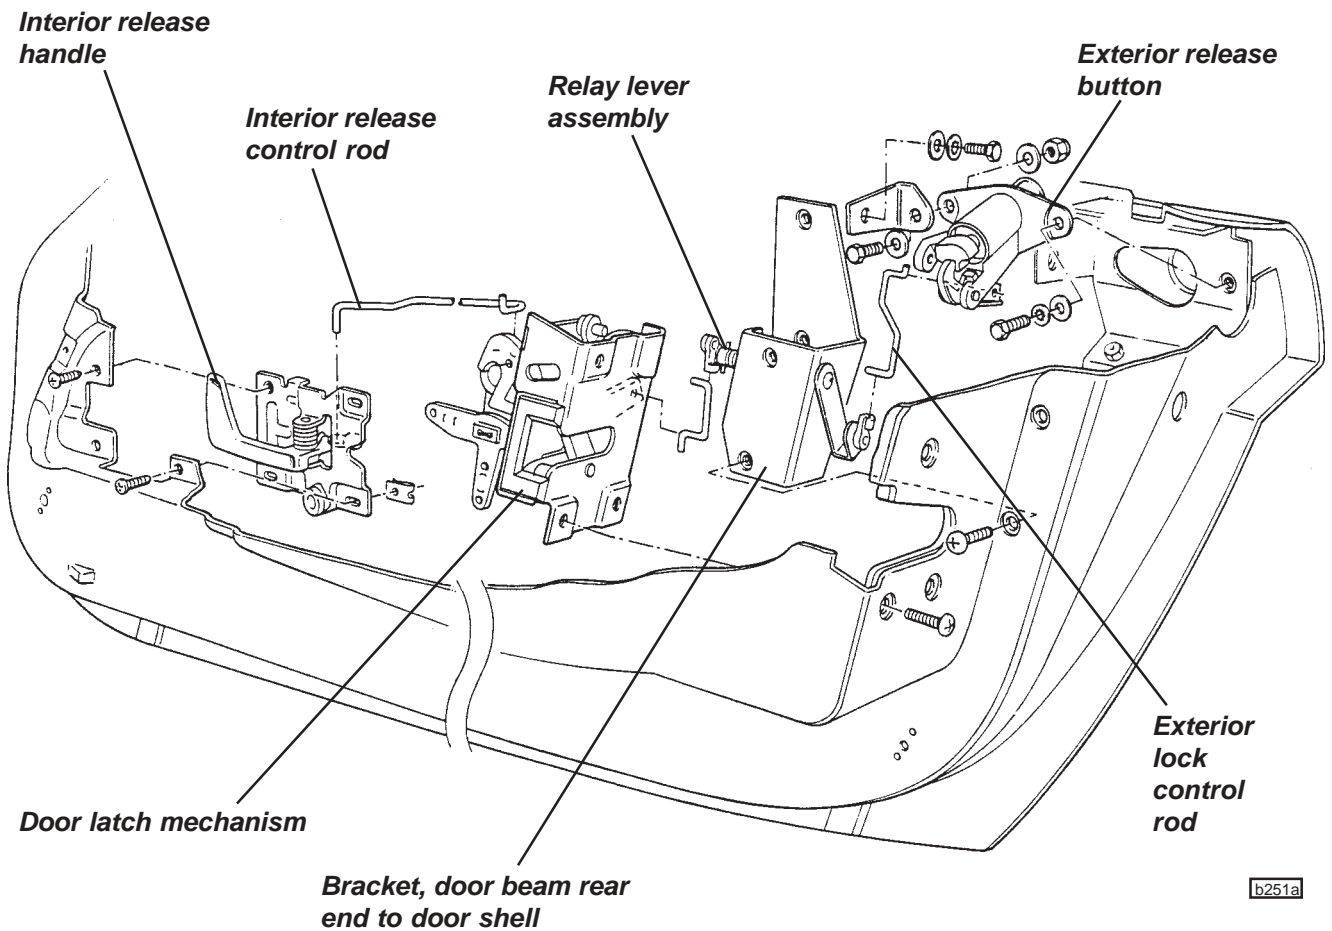 Interior release
handle
Exterior release
button
Relay lever
assembly
Interior release
control rod
Exterior
lock
control
rod
Door latch mechanism
Bracket, door beam rear
end to door shell
b251a